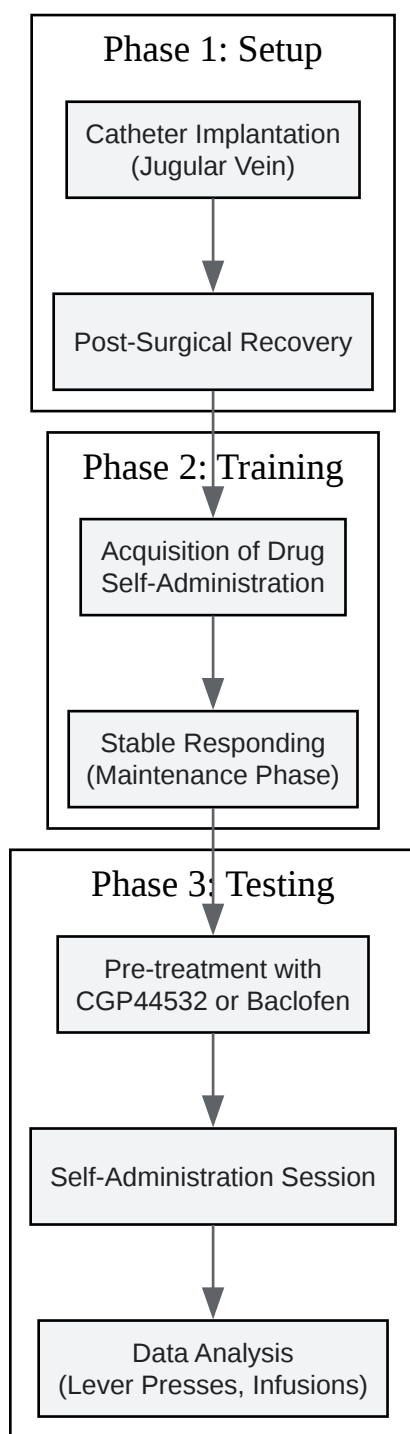 Phase 1: Setup
Catheter Implantation
(Jugular Vein)
Post-Surgical Recovery
Phase 2: Training
Acquisition of Drug
Self-Administration
Stable Responding
(Maintenance Phase)
Phase 3: Testing
Pre-treatment with
CGP44532 or Baclofen
Self-Administration Session
Data Analysis
(Lever Presses, Infusions)